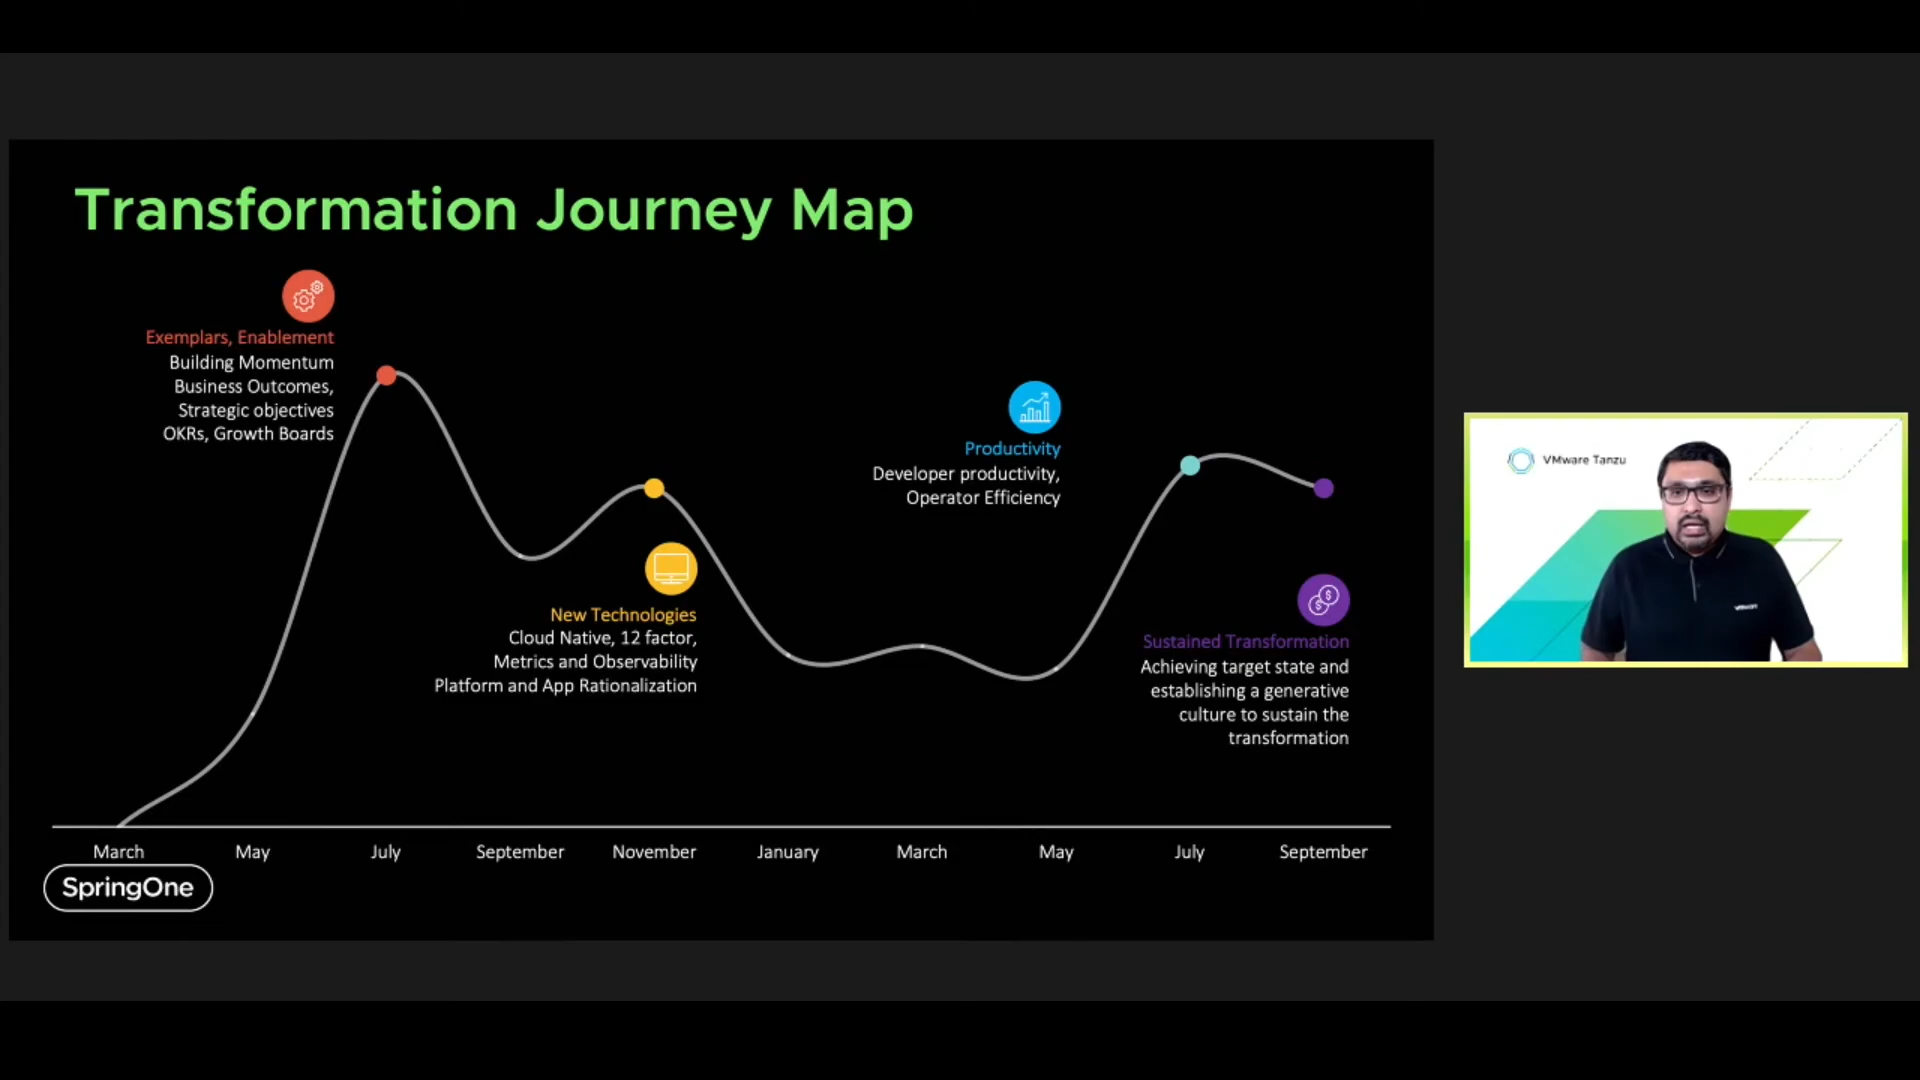 Transformation Journey Map
Exemplars, Enablement
Building Momentum
Business Outcomes,
Strategic objectives
OKRs, Growth Boards
New Technologies
Cloud Native, 12 factor,
Metrics and Observability
Platform and App Rationalization
Productivity
Developer productivity,
Operator Efficiency
Sustained Transformation
Achieving target state and
establishing a generative
culture to sustain the
transformation
March May July September November January March May July September
SpringOne
VMware Tanzu
vmware